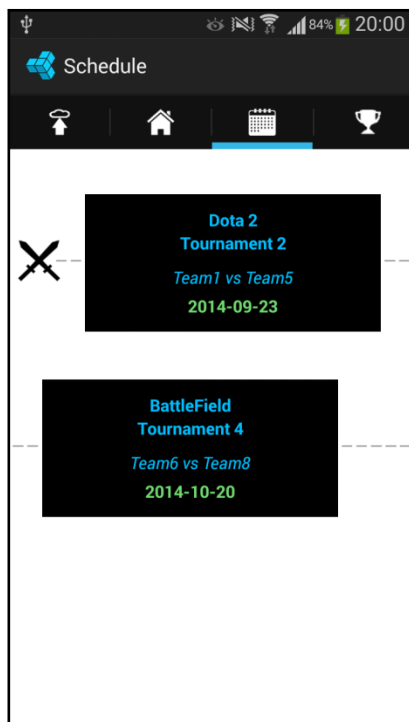 84% 20:00
Schedule
Dota 2
Tournament 2
Team1 vs Team5
2014-09-23
BattleField
Tournament 4
Team6 vs Team8
2014-10-20